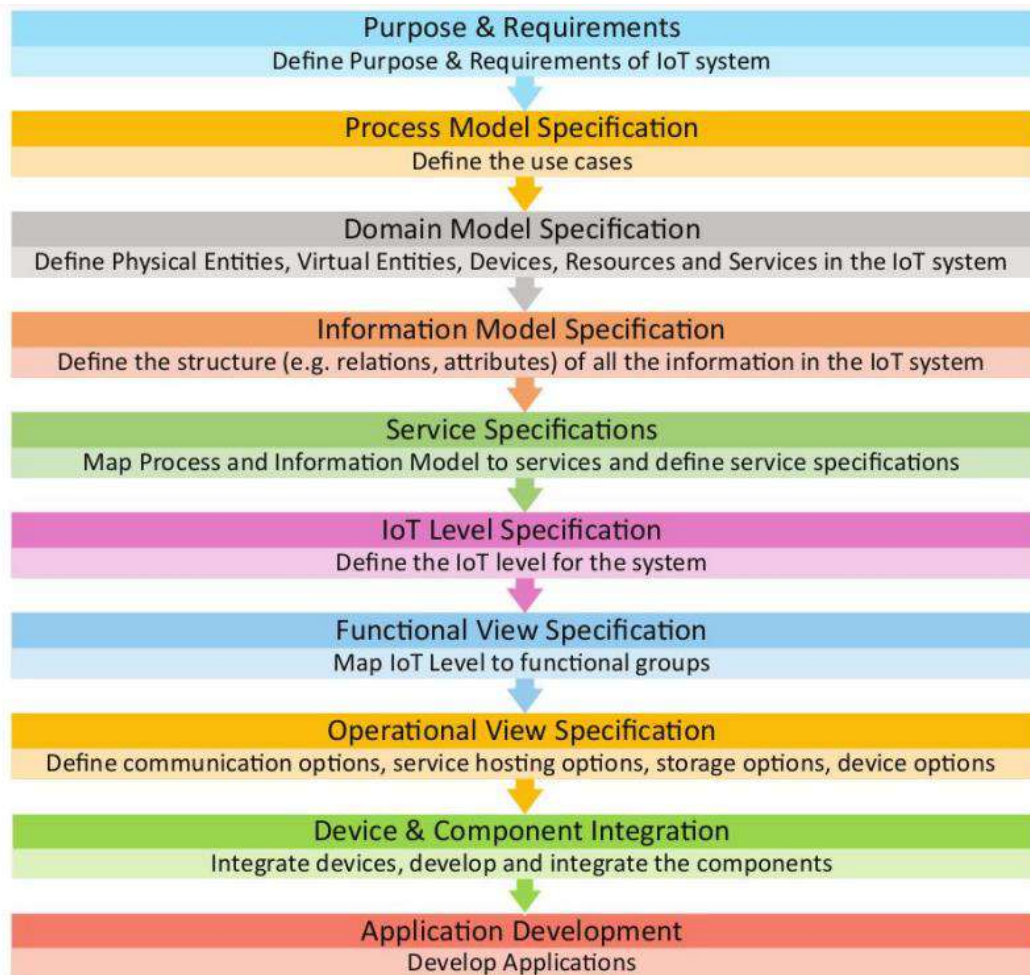 Purpose & Requirements
Define Purpose & Requirements of IoT system
Process Model Specification
Define the use cases
Domain Model Specification
Define Physical Entities, Virtual Entities, Devices, Resources and Services in the IoT system
Information Model Specification
Define the structure (e.g. relations, attributes) of all the information in the IoT system
Service Specifications
Map Process and Information Model to services and define service specifications
IoT Level Specification
Define the IoT level for the system
Functional View Specification
Map IoT Level to functional groups
Operational View Specification
Define communication options, service hosting options, storage options, device options
Device & Component Integration
Integrate devices, develop and integrate the components
Application Development
Develop Applications